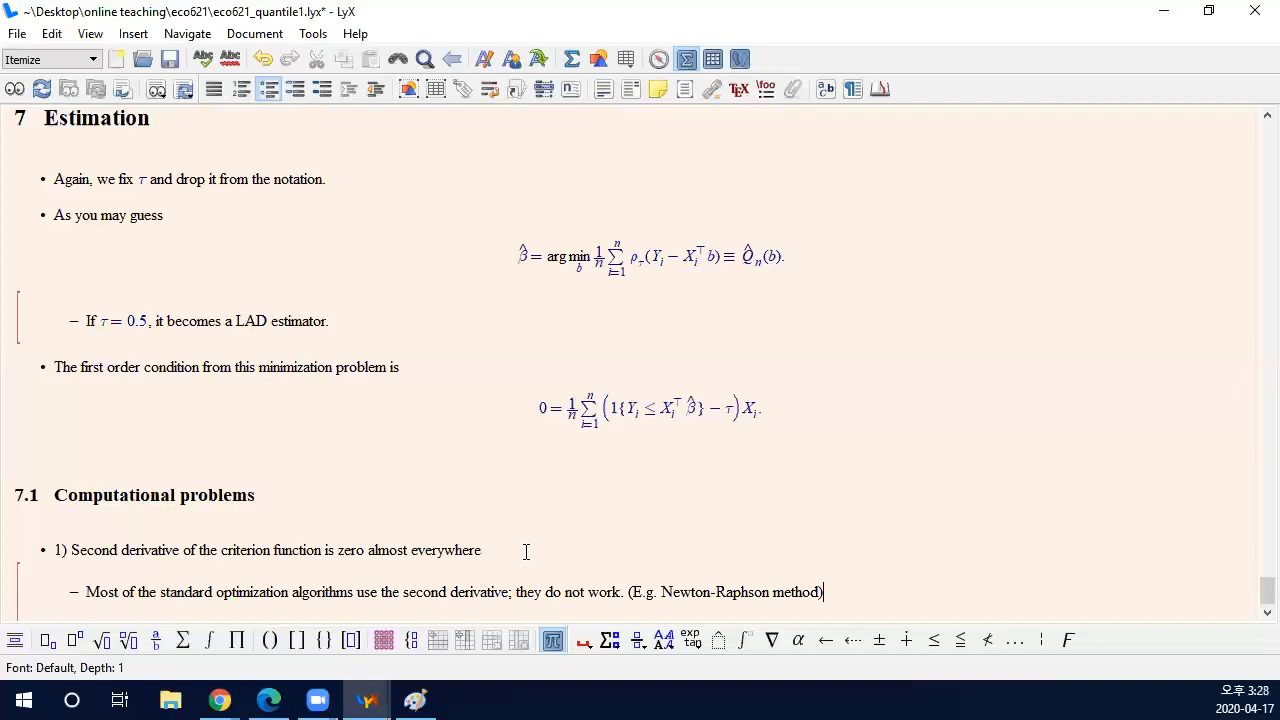 ~\Desktop\online teaching\eco621\eco621_quantile1.lyx* - LyX
File Edit View Insert Navigate Document Tools Help
Itemize
7 Estimation
• Again, we fix τ and drop it from the notation.
• As you may guess
β̂ = arg min_b 1/n ∑_{i=1}^n ρ_τ(Y_i − X_i^⊤ b) ≡ Q̂_n(b).
− If τ = 0.5, it becomes a LAD estimator.
• The first order condition from this minimization problem is
0 = 1/n ∑_{i=1}^n (1{Y_i ≤ X_i^⊤ β̂} − τ) X_i.
7.1 Computational problems
• 1) Second derivative of the criterion function is zero almost everywhere
− Most of the standard optimization algorithms use the second derivative; they do not work. (E.g. Newton-Raphson method)
Font: Default, Depth: 1
오후 3:28
2020-04-17